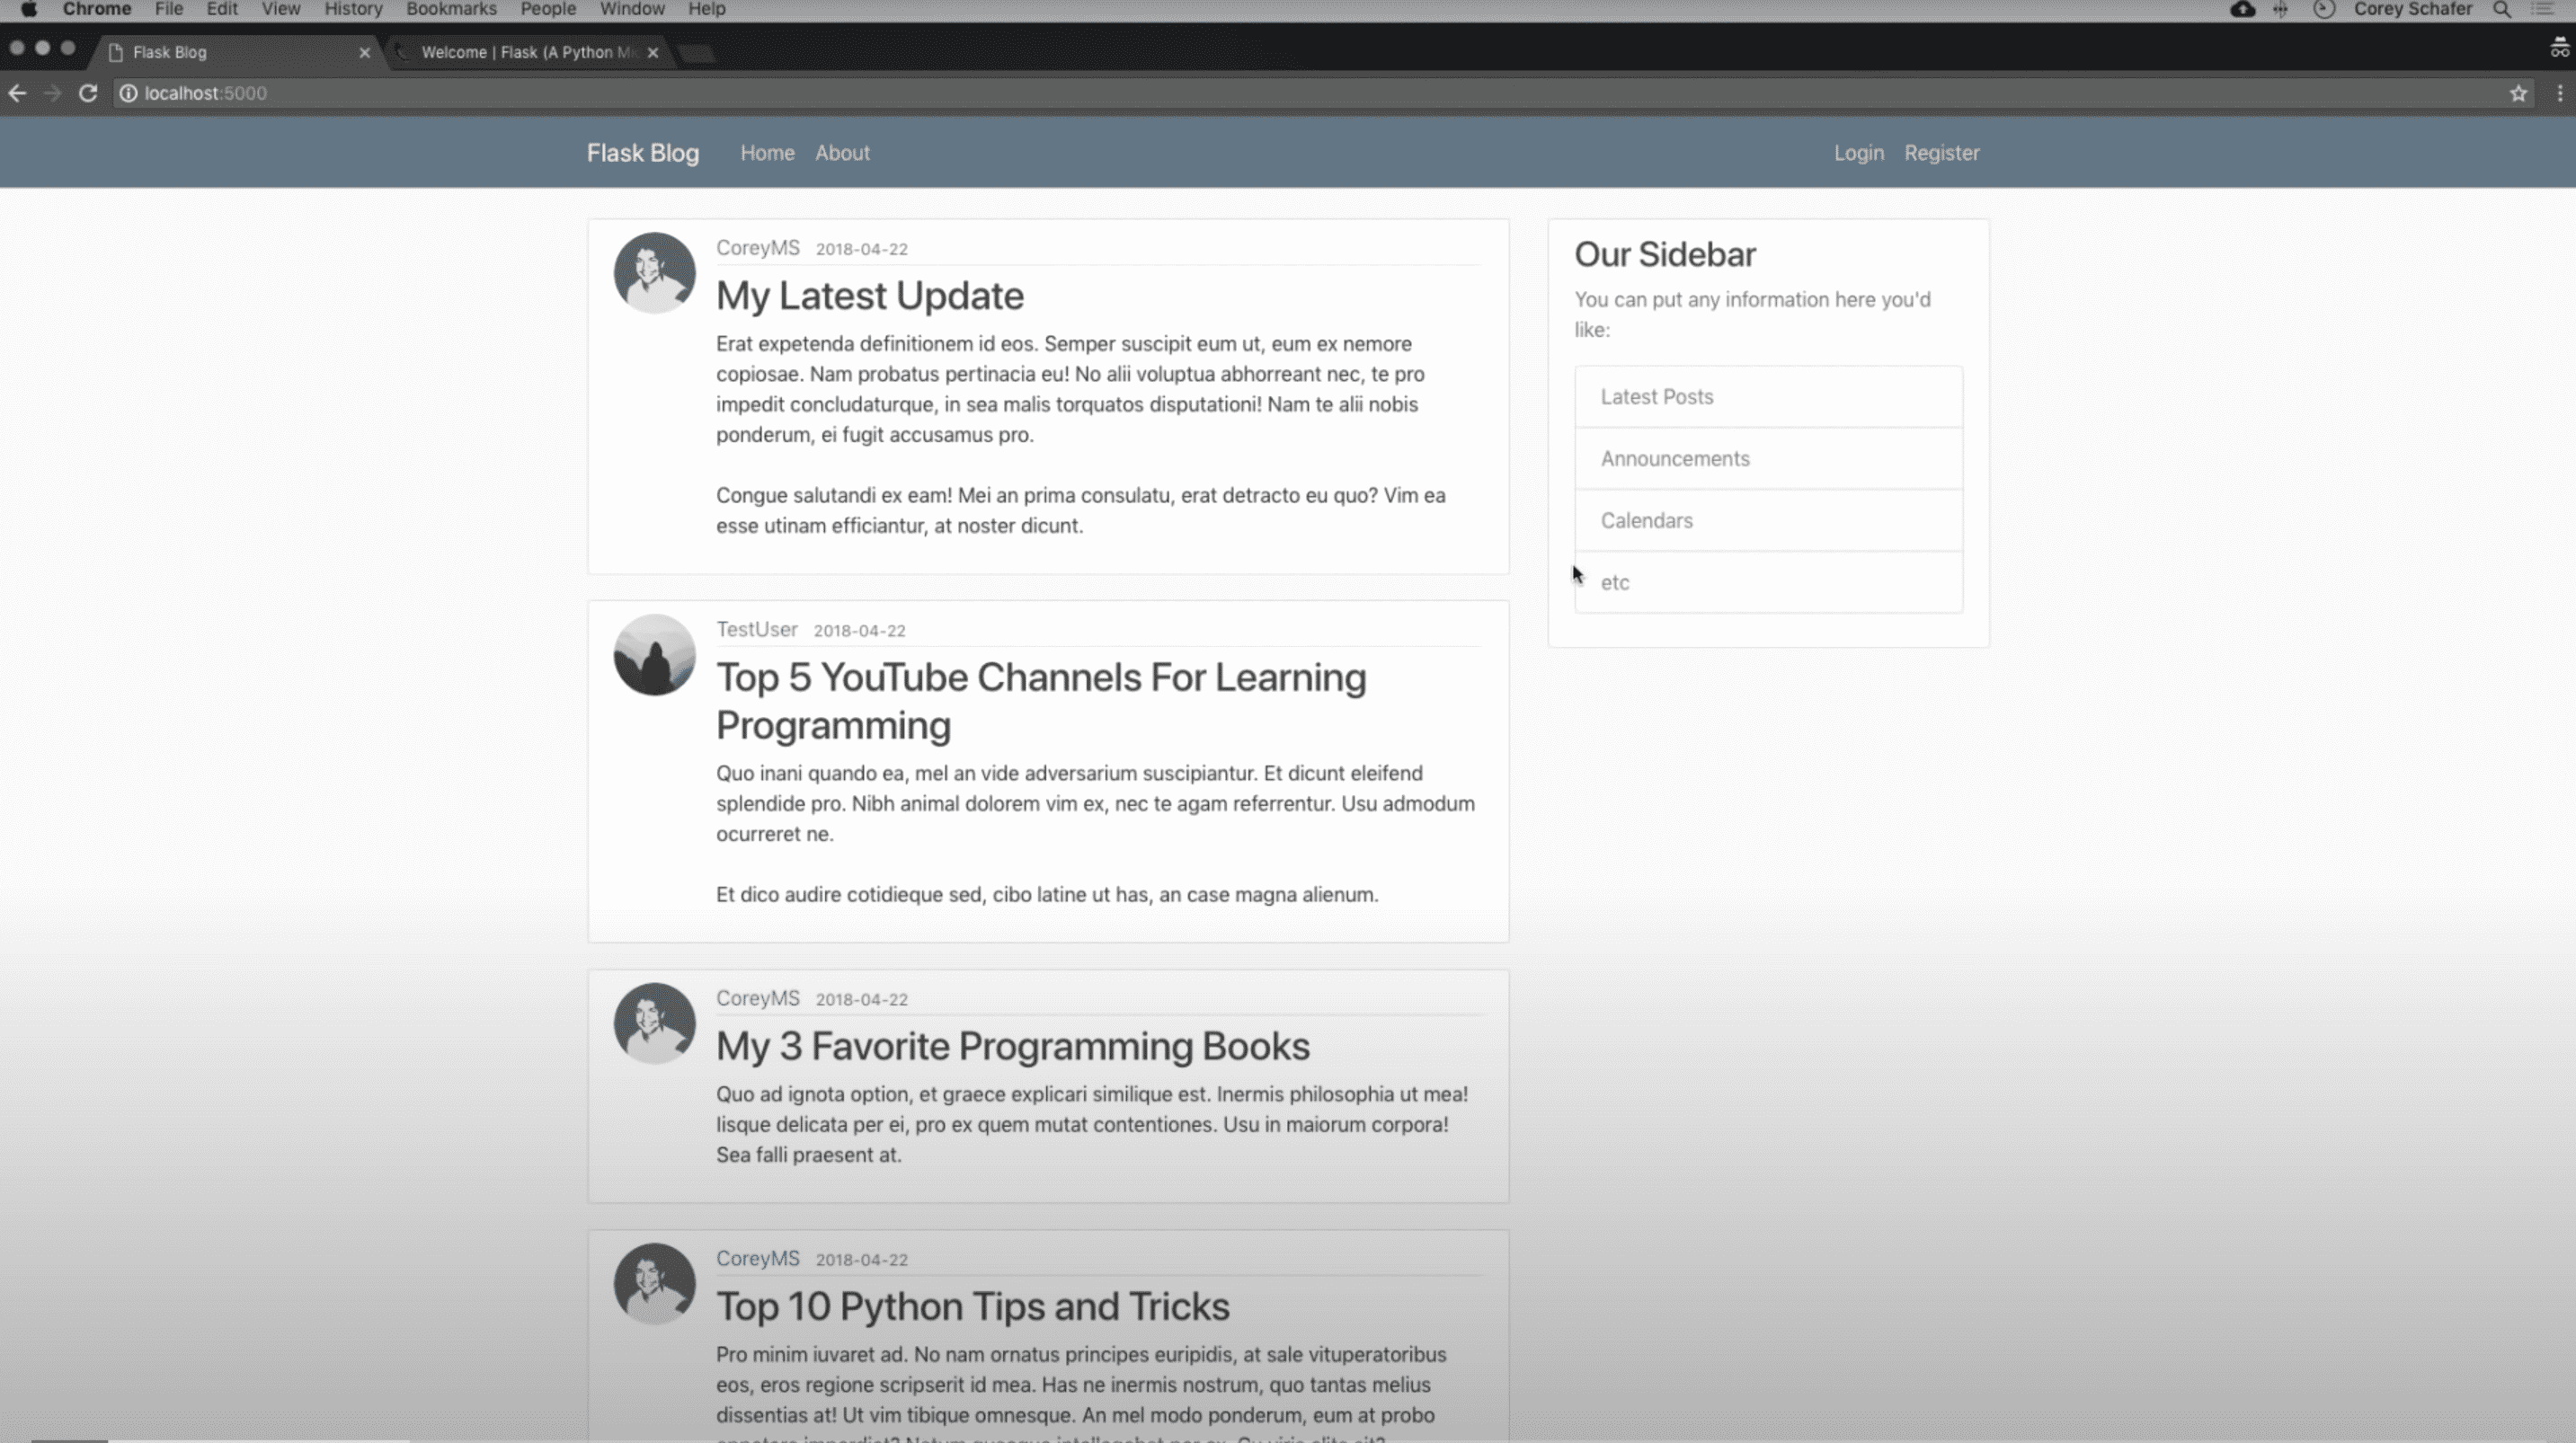 Chrome File Edit View History Bookmarks People Window Help Corey Schafer
Flask Blog Welcome | Flask (A Python Mi
localhost:5000
Flask Blog Home About Login Register
CoreyMS 2018-04-22
My Latest Update
Erat expetenda definitionem id eos. Semper suscipit eum ut, eum ex nemore
copiosae. Nam probatus pertinacia eu! No alii voluptua abhorreant nec, te pro
impedit concludaturque, in sea malis torquatos disputationi! Nam te alii nobis
ponderum, ei fugit accusamus pro.
Congue salutandi ex eam! Mei an prima consulatu, erat detracto eu quo? Vim ea
esse utinam efficiantur, at noster dicunt.
TestUser 2018-04-22
Top 5 YouTube Channels For Learning
Programming
Quo inani quando ea, mel an vide adversarium suscipiantur. Et dicunt eleifend
splendide pro. Nibh animal dolorem vim ex, nec te agam referrentur. Usu admodum
ocurreret ne.
Et dico audire cotidieque sed, cibo latine ut has, an case magna alienum.
CoreyMS 2018-04-22
My 3 Favorite Programming Books
Quo ad ignota option, et graece explicari similique est. Inermis philosophia ut mea!
Iisque delicata per ei, pro ex quem mutat contentiones. Usu in maiorum corpora!
Sea falli praesent at.
CoreyMS 2018-04-22
Top 10 Python Tips and Tricks
Pro minim iuvaret ad. No nam ornatus principes euripidis, at sale vituperatoribus
eos, eros regione scripserit id mea. Has ne inermis nostrum, quo tantas melius
dissentias at! Ut vim tibique omnesque. An mel modo ponderum, eum at probo
Our Sidebar
You can put any information here you'd
like:
Latest Posts
Announcements
Calendars
etc